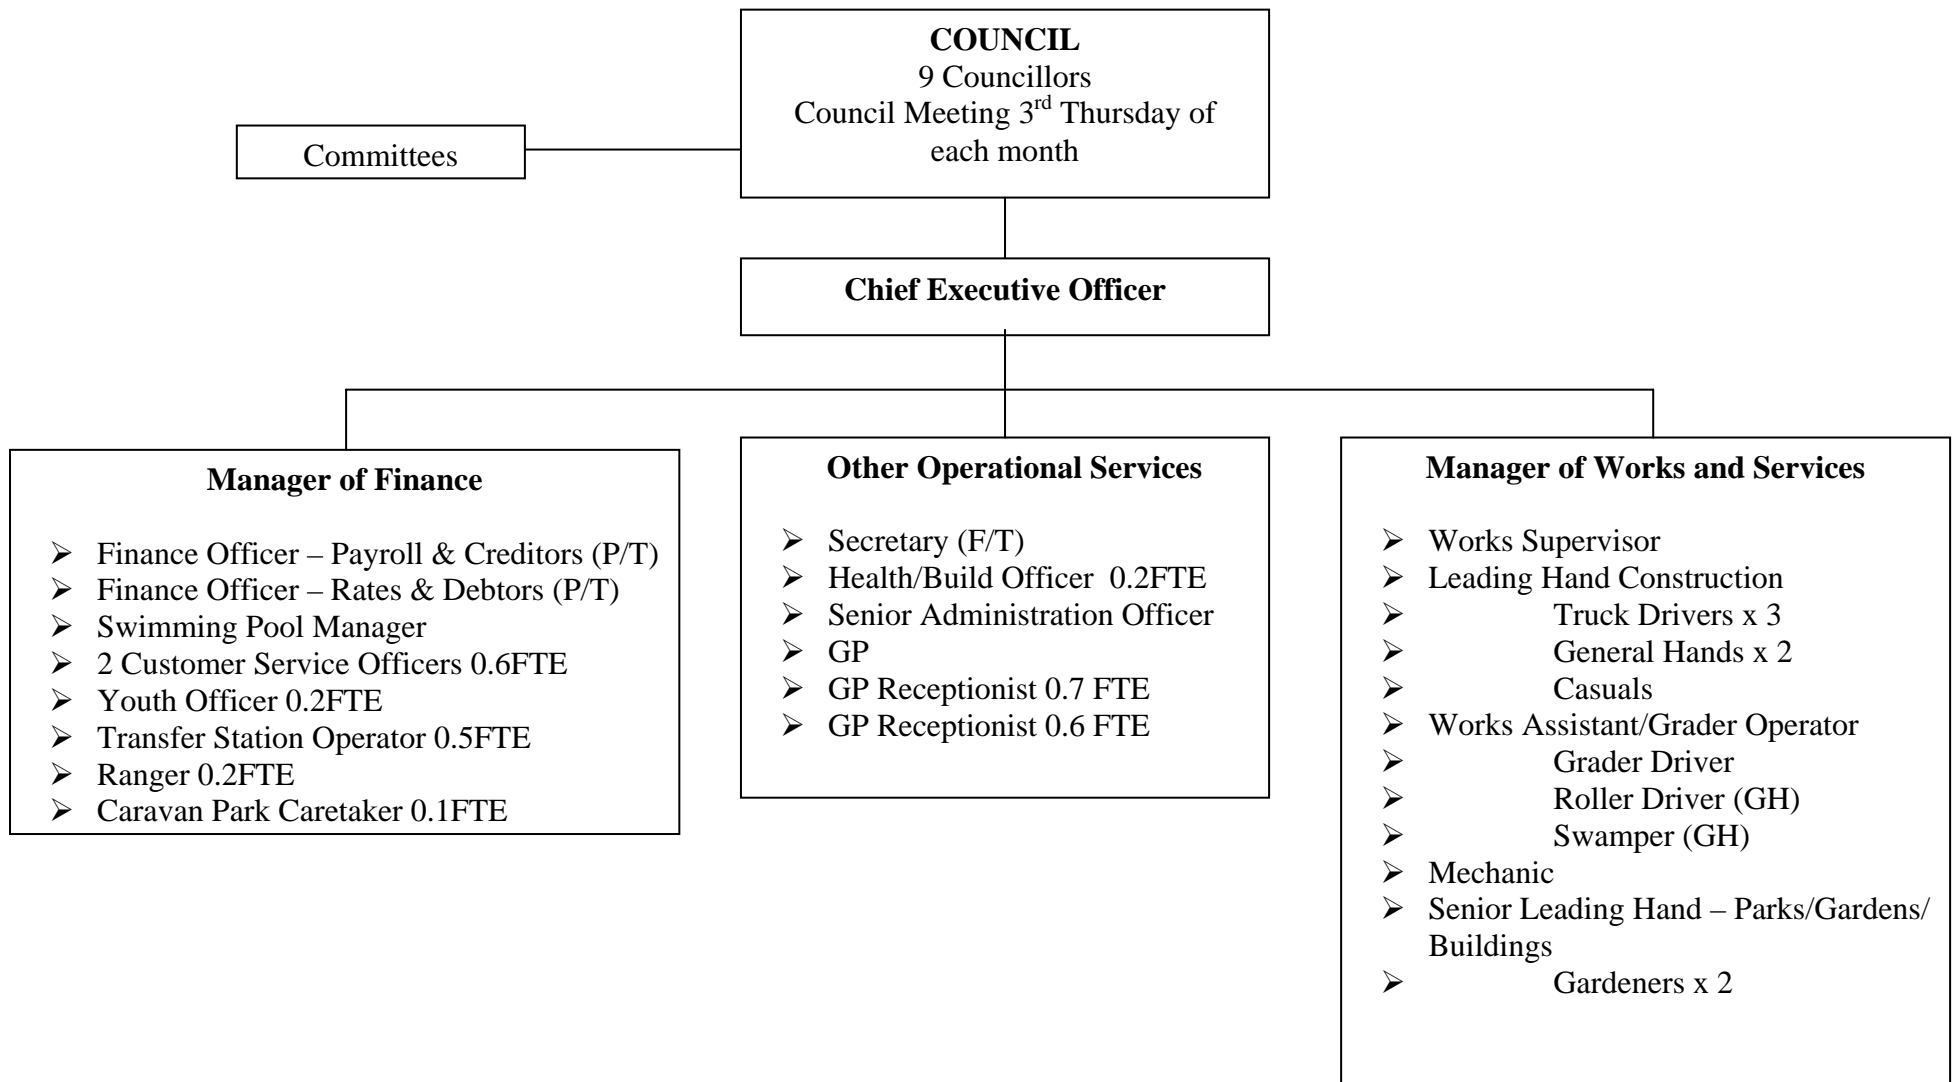 COUNCIL
9 Councillors
Council Meeting 3rd Thursday of
each month
Committees
Chief Executive Officer
Manager of Finance
➢ Finance Officer – Payroll & Creditors (P/T)
➢ Finance Officer – Rates & Debtors (P/T)
➢ Swimming Pool Manager
➢ 2 Customer Service Officers 0.6FTE
➢ Youth Officer 0.2FTE
➢ Transfer Station Operator 0.5FTE
➢ Ranger 0.2FTE
➢ Caravan Park Caretaker 0.1FTE
Other Operational Services
➢ Secretary (F/T)
➢ Health/Build Officer 0.2FTE
➢ Senior Administration Officer
➢ GP
➢ GP Receptionist 0.7 FTE
➢ GP Receptionist 0.6 FTE
Manager of Works and Services
➢ Works Supervisor
➢ Leading Hand Construction
➢ Truck Drivers x 3
➢ General Hands x 2
➢ Casuals
➢ Works Assistant/Grader Operator
➢ Grader Driver
➢ Roller Driver (GH)
➢ Swamper (GH)
➢ Mechanic
➢ Senior Leading Hand – Parks/Gardens/
Buildings
➢ Gardeners x 2